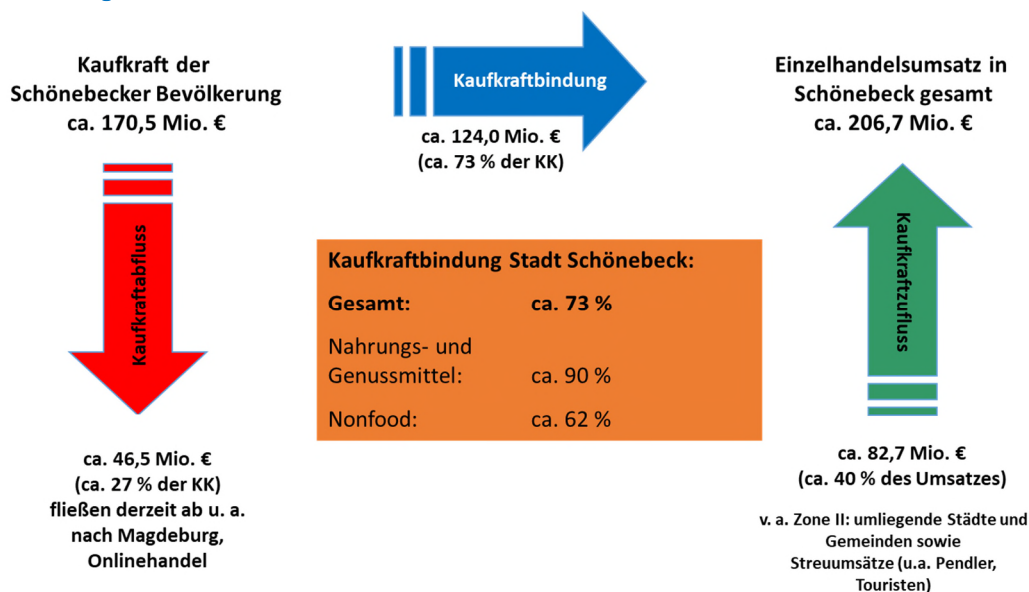 Kaufkraft der
Schönebecker Bevölkerung
ca. 170,5 Mio. €
Kaufkraftbindung
ca. 124,0 Mio. €
(ca. 73 % der KK)
Einzelhandelsumsatz in
Schönebeck gesamt
ca. 206,7 Mio. €
Kaufkraftabfluss
Kaufkraftbindung Stadt Schönebeck:
Gesamt: ca. 73 %
Nahrungs- und
Genussmittel: ca. 90 %
Nonfood: ca. 62 %
Kaufkraftzufluss
ca. 46,5 Mio. €
(ca. 27 % der KK)
fließen derzeit ab u. a.
nach Magdeburg,
Onlinehandel
ca. 82,7 Mio. €
(ca. 40 % des Umsatzes)
v. a. Zone II: umliegende Städte und
Gemeinden sowie
Streuumsätze (u.a. Pendler,
Touristen)